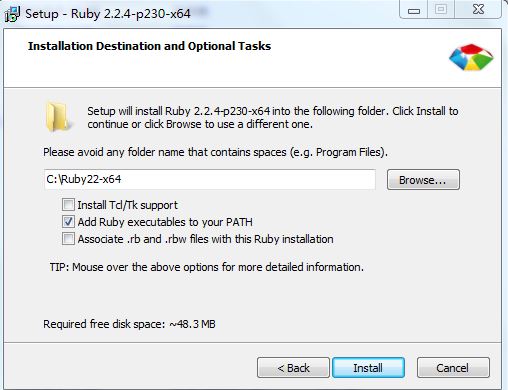 Setup - Ruby 2.2.4-p230-x64
Installation Destination and Optional Tasks
Setup will install Ruby 2.2.4-p230-x64 into the following folder. Click Install to
continue or click Browse to use a different one.
Please avoid any folder name that contains spaces (e.g. Program Files).
C:\Ruby22-x64
Browse...
Install Tcl/Tk support
Add Ruby executables to your PATH
Associate .rb and .rbw files with this Ruby installation
TIP: Mouse over the above options for more detailed information.
Required free disk space: ~48.3 MB
< Back
Install
Cancel